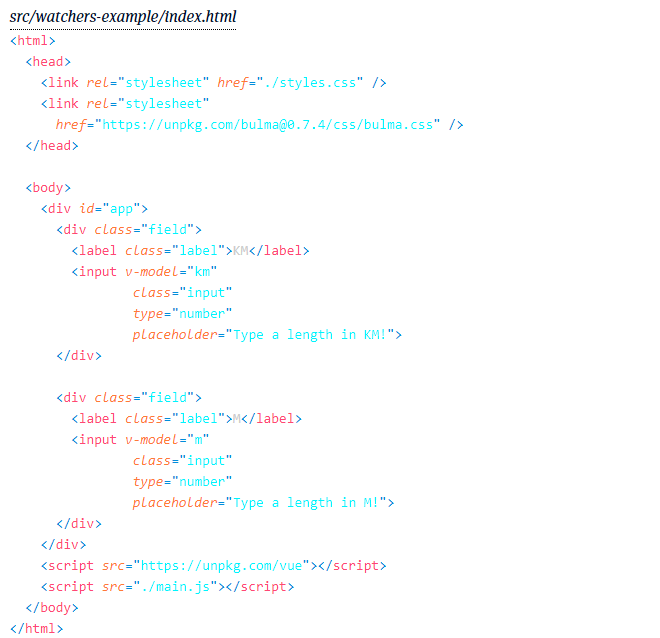 src/watchers-example/index.html
<html>
  <head>
    <link rel="stylesheet" href="./styles.css" />
    <link rel="stylesheet"
      href="https://unpkg.com/bulma@0.7.4/css/bulma.css" />
  </head>

  <body>
    <div id="app">
      <div class="field">
        <label class="label">KM</label>
        <input v-model="km"
                class="input"
                type="number"
                placeholder="Type a length in KM!">
      </div>

      <div class="field">
        <label class="label">M</label>
        <input v-model="m"
                class="input"
                type="number"
                placeholder="Type a length in M!">
      </div>
    </div>
    <script src="https://unpkg.com/vue"></script>
    <script src="./main.js"></script>
  </body>
</html>